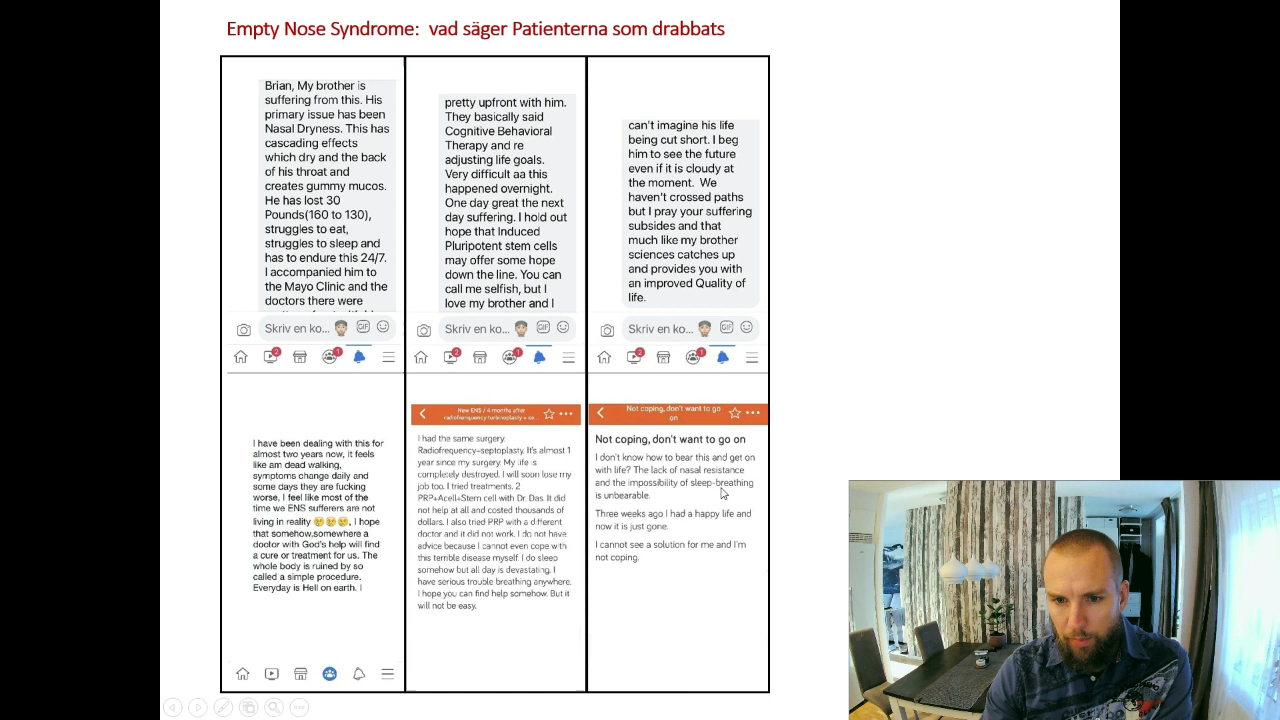 Empty Nose Syndrome:  vad säger Patienterna som drabbats
Brian, My brother is
suffering from this. His
primary issue has been
Nasal Dryness. This has
cascading effects
which dry and the back
of his throat and
creates gummy mucos.
He has lost 30
Pounds(160 to 130),
struggles to eat,
struggles to sleep and
has to endure this 24/7.
I accompanied him to
the Mayo Clinic and the
doctors there were
Skriv en ko...
GIF
2
1
pretty upfront with him.
They basically said
Cognitive Behavioral
Therapy and re
adjusting life goals.
Very difficult aa this
happened overnight.
One day great the next
day suffering. I hold out
hope that Induced
Pluripotent stem cells
may offer some hope
down the line. You can
call me selfish, but I
love my brother and I
Skriv en ko...
GIF
2
1
can't imagine his life
being cut short. I beg
him to see the future
even if it is cloudy at
the moment.  We
haven't crossed paths
but I pray your suffering
subsides and that
much like my brother
sciences catches up
and provides you with
an improved Quality of
life.
Skriv en ko...
GIF
2
1
I have been dealing with this for
almost two years now, it feels
like am dead walking,
symptoms change daily and
some days they are fucking
worse, I feel like most of the
time we ENS sufferers are not
living in reality 😢😢😢, I hope
that somehow,somewhere a
doctor with God's help will find
a cure or treatment for us. The
whole body is ruined by so
called a simple procedure.
Everyday is Hell on earth. I
New ENS / 4 months after
radiofrequency turbinoplasty + se...
I had the same surgery.
Radiofrequency+septoplasty. It's almost 1
year since my surgery. My life is
completely destroyed. I will soon lose my
job too. I tried treatments. 2
PRP+Acell+Stem cell with Dr. Das. It did
not help at all and costed thousands of
dollars. I also tried PRP with a different
doctor and it did not work. I do not have
advice because I cannot even cope with
this terrible disease myself. I do sleep
somehow but all day is devastating. I
have serious trouble breathing anywhere.
I hope you can find help somehow. But it
will not be easy.
Not coping, don't want to go
on
Not coping, don't want to go on
I don't know how to bear this and get on
with life? The lack of nasal resistance
and the impossibility of sleep-breathing
is unbearable.
Three weeks ago I had a happy life and
now it is just gone.
I cannot see a solution for me and I'm
not coping.